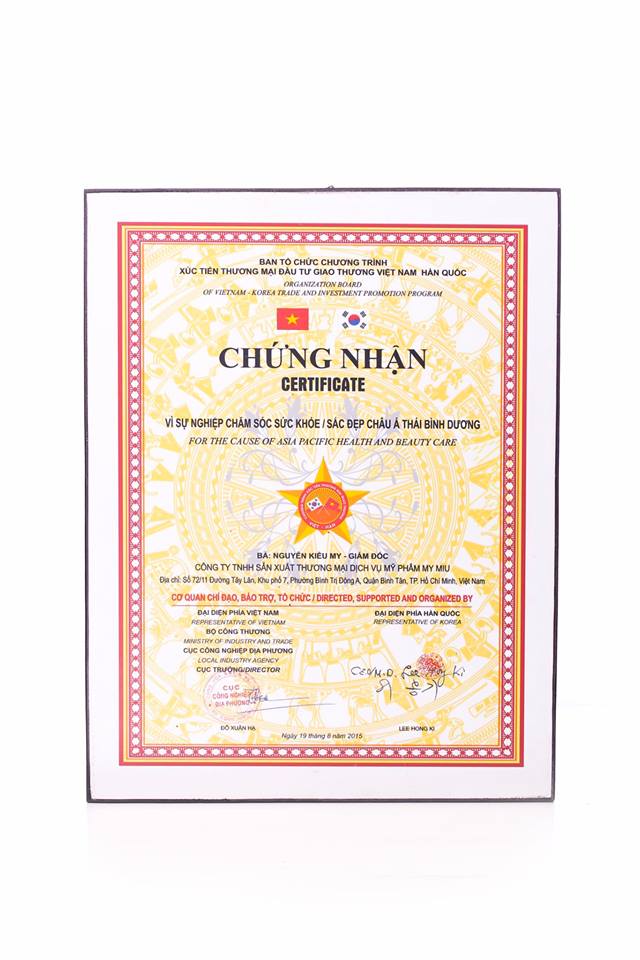 BAN TỔ CHỨC CHƯƠNG TRÌNH
XÚC TIẾN THƯƠNG MẠI ĐẦU TƯ GIAO THƯƠNG VIỆT NAM HÀN QUỐC
ORGANIZATION BOARD
OF VIETNAM - KOREA TRADE AND INVESTMENT PROMOTION PROGRAM
CHỨNG NHẬN
CERTIFICATE
VÌ SỰ NGHIỆP CHĂM SÓC SỨC KHỎE / SẮC ĐẸP CHÂU Á THÁI BÌNH DƯƠNG
FOR THE CAUSE OF ASIA PACIFIC HEALTH AND BEAUTY CARE
VIỆT - HÀN
BÀ: NGUYỄN KIỀU MY - GIÁM ĐỐC
CÔNG TY TNHH SẢN XUẤT THƯƠNG MẠI DỊCH VỤ MỸ PHẨM MY MIU
Địa chỉ: Số 72/11 Đường Tây Lân, Khu phố 7, Phường Bình Trị Đông A, Quận Bình Tân, TP. Hồ Chí Minh, Việt Nam
CƠ QUAN CHỈ ĐẠO, BẢO TRỢ, TỔ CHỨC / DIRECTED, SUPPORTED AND ORGANIZED BY
ĐẠI DIỆN PHÍA VIỆT NAM
REPRESENTATIVE OF VIETNAM
BỘ CÔNG THƯƠNG
MINISTRY OF INDUSTRY AND TRADE
CỤC CÔNG NGHIỆP ĐỊA PHƯƠNG
LOCAL INDUSTRY AGENCY
CỤC TRƯỞNG/DIRECTOR
CỤC
CÔNG NGHIỆP
ĐỊA PHƯƠNG
ĐỖ XUÂN HẠ
ĐẠI DIỆN PHÍA HÀN QUỐC
REPRESENTATIVE OF KOREA
CEO/M.D. Lee Hong Ki
LEE HONG KI
Ngày 19 tháng 8 năm 2015